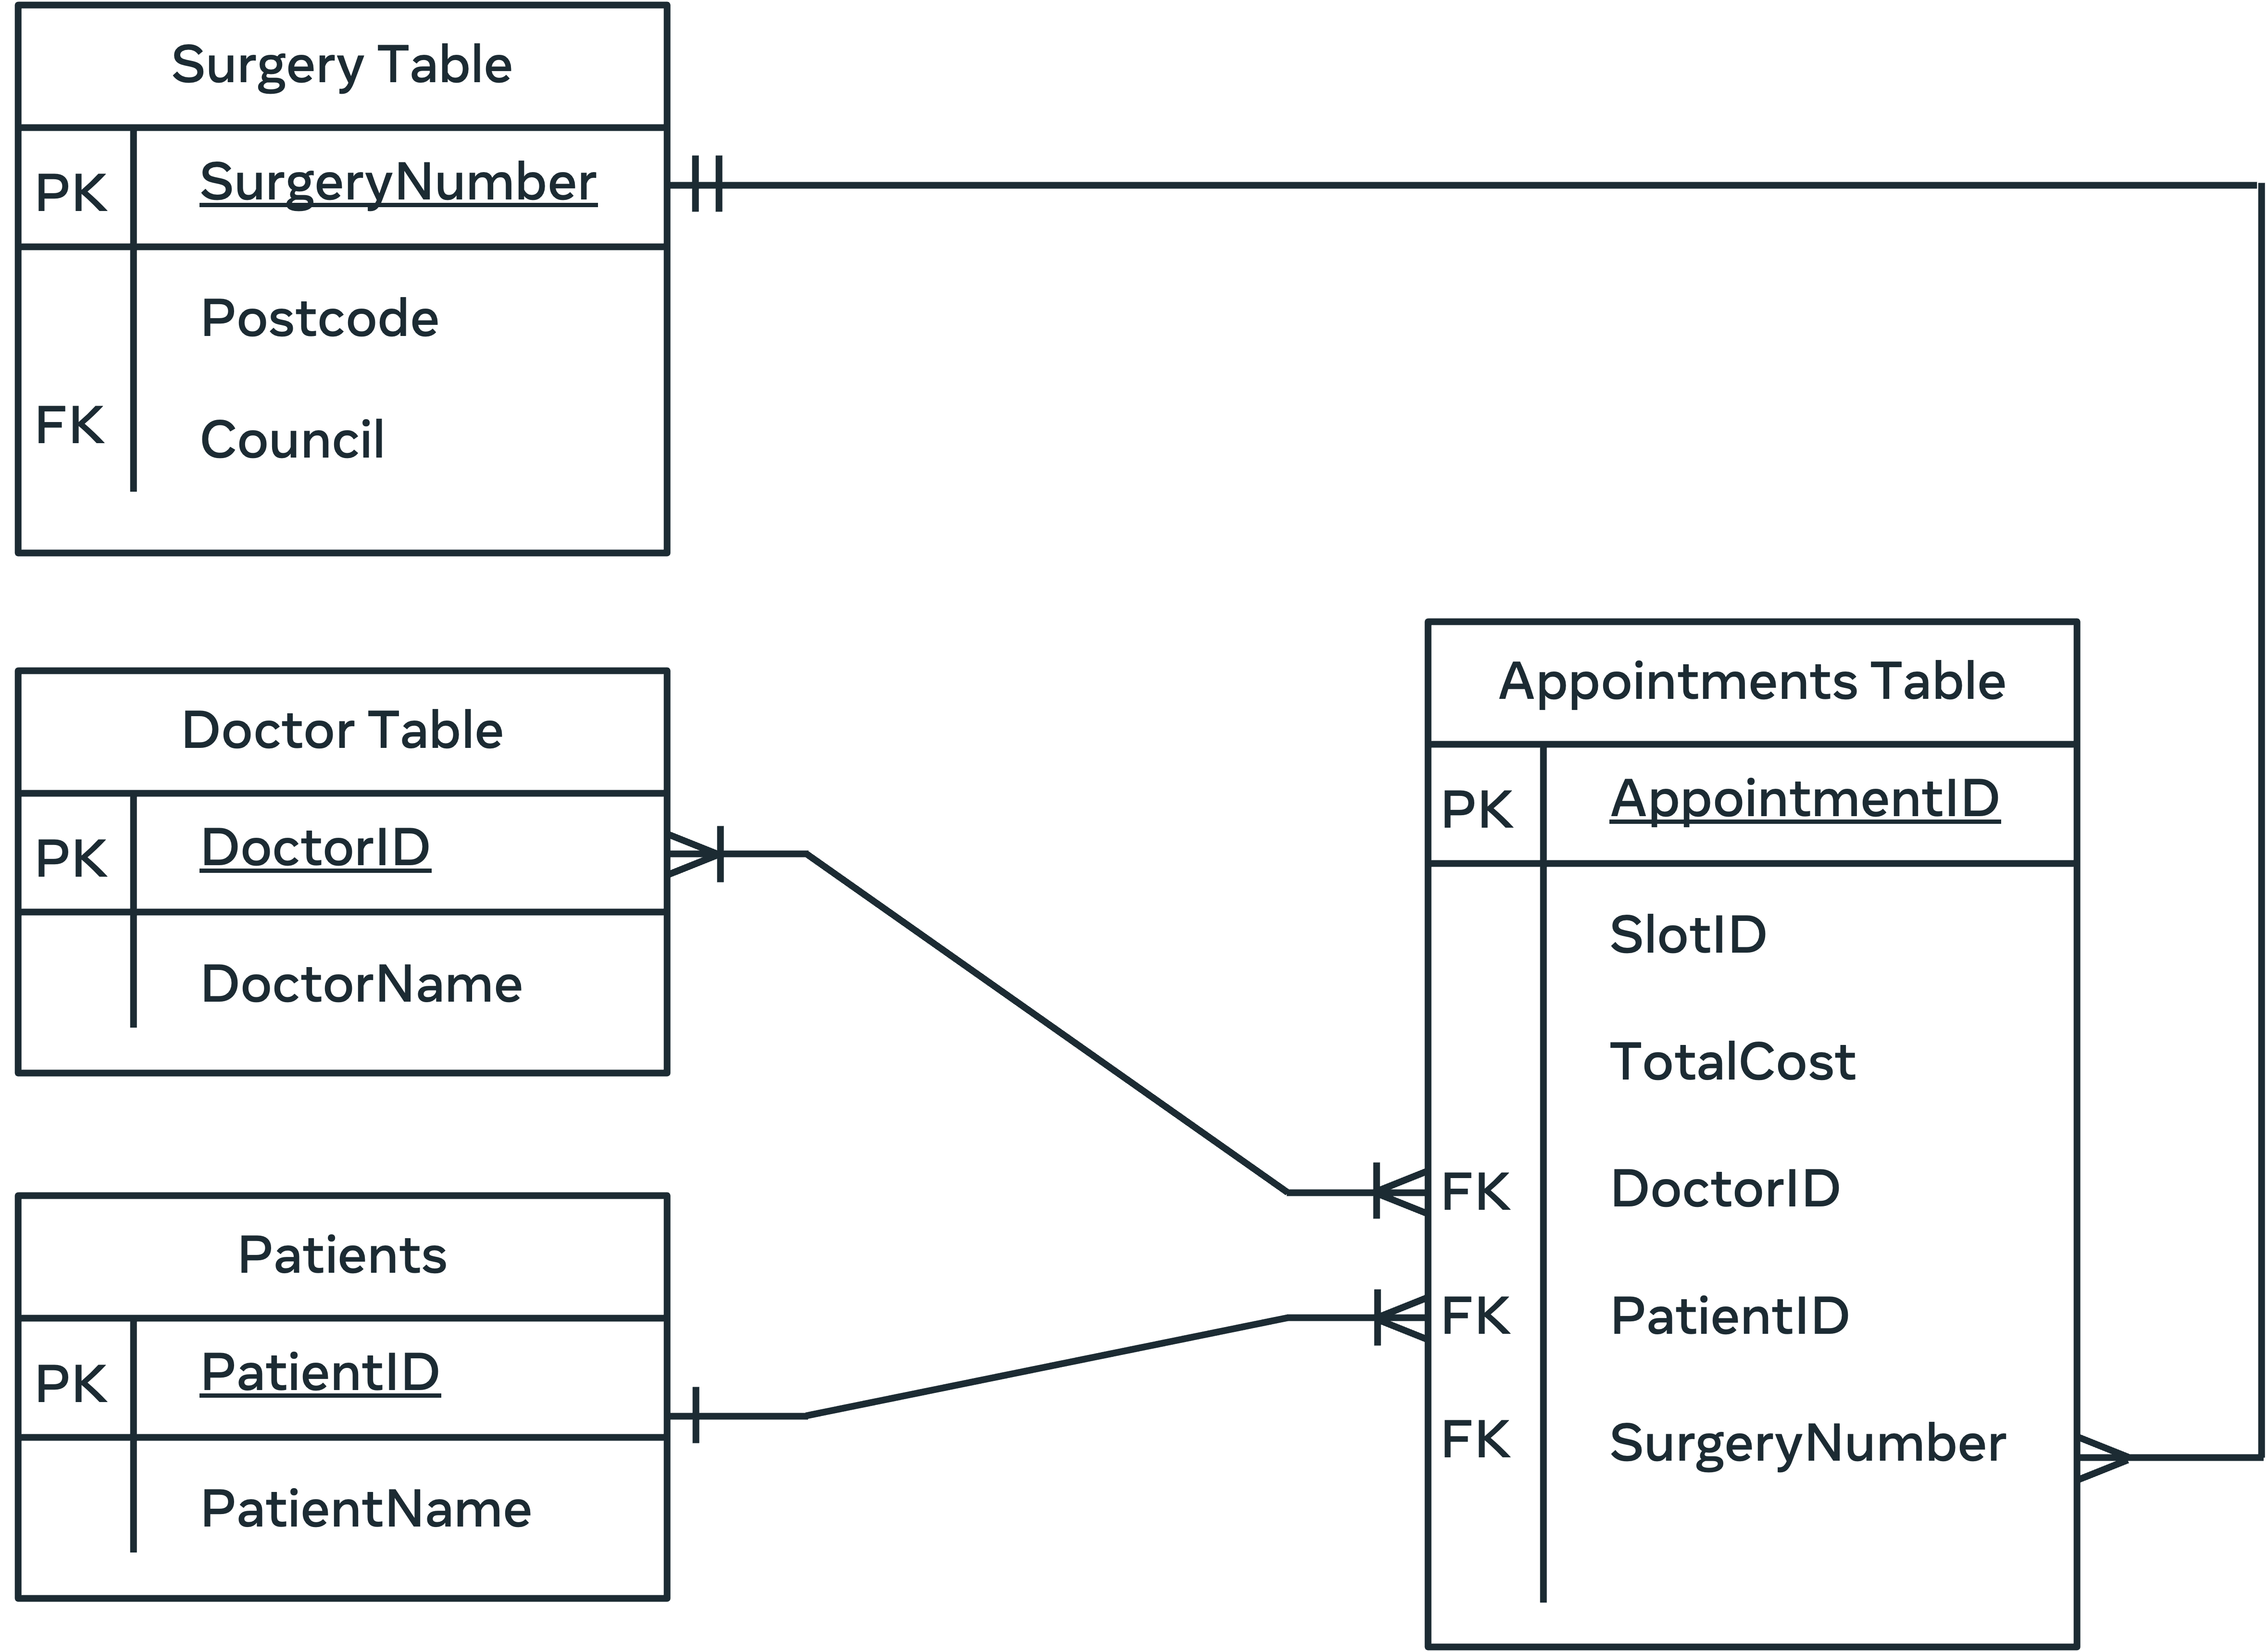 Surgery Table
PK SurgeryNumber
Postcode
FK Council
Doctor Table
PK DoctorID
DoctorName
Patients
PK PatientID
PatientName
Appointments Table
PK AppointmentID
SlotID
TotalCost
FK DoctorID
FK PatientID
FK SurgeryNumber